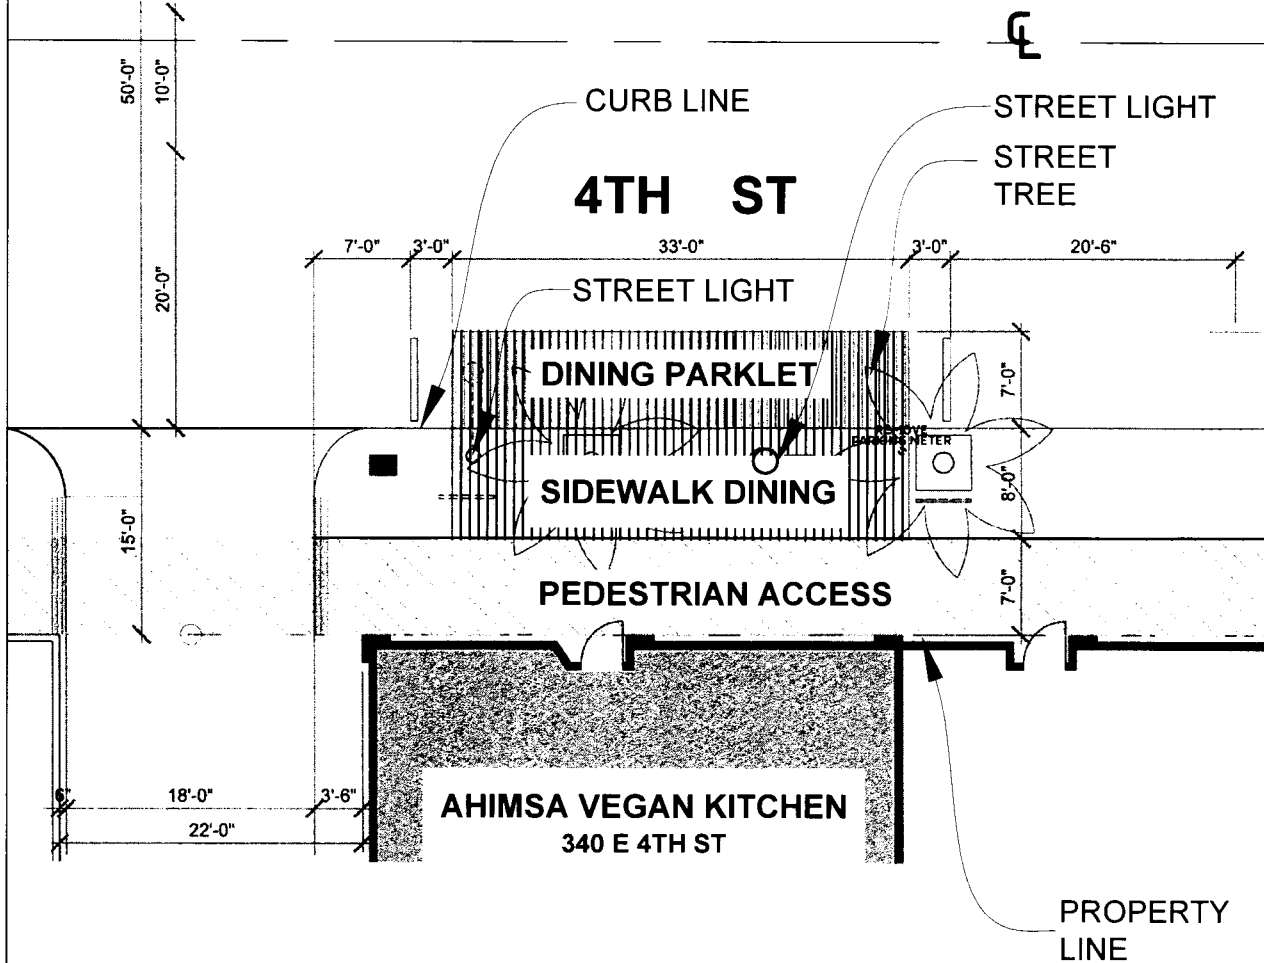 ℄
50'-0"
10'-0"
CURB LINE
STREET LIGHT
STREET
TREE
4TH ST
7'-0"
3'-0"
33'-0"
3'-0"
20'-6"
20'-0"
STREET LIGHT
DINING PARKLET
7'-0"
PARKING METER
SIDEWALK DINING
8'-0"
15'-0"
PEDESTRIAN ACCESS
7'-0"
6"
18'-0"
3'-6"
22'-0"
AHIMSA VEGAN KITCHEN
340 E 4TH ST
PROPERTY
LINE